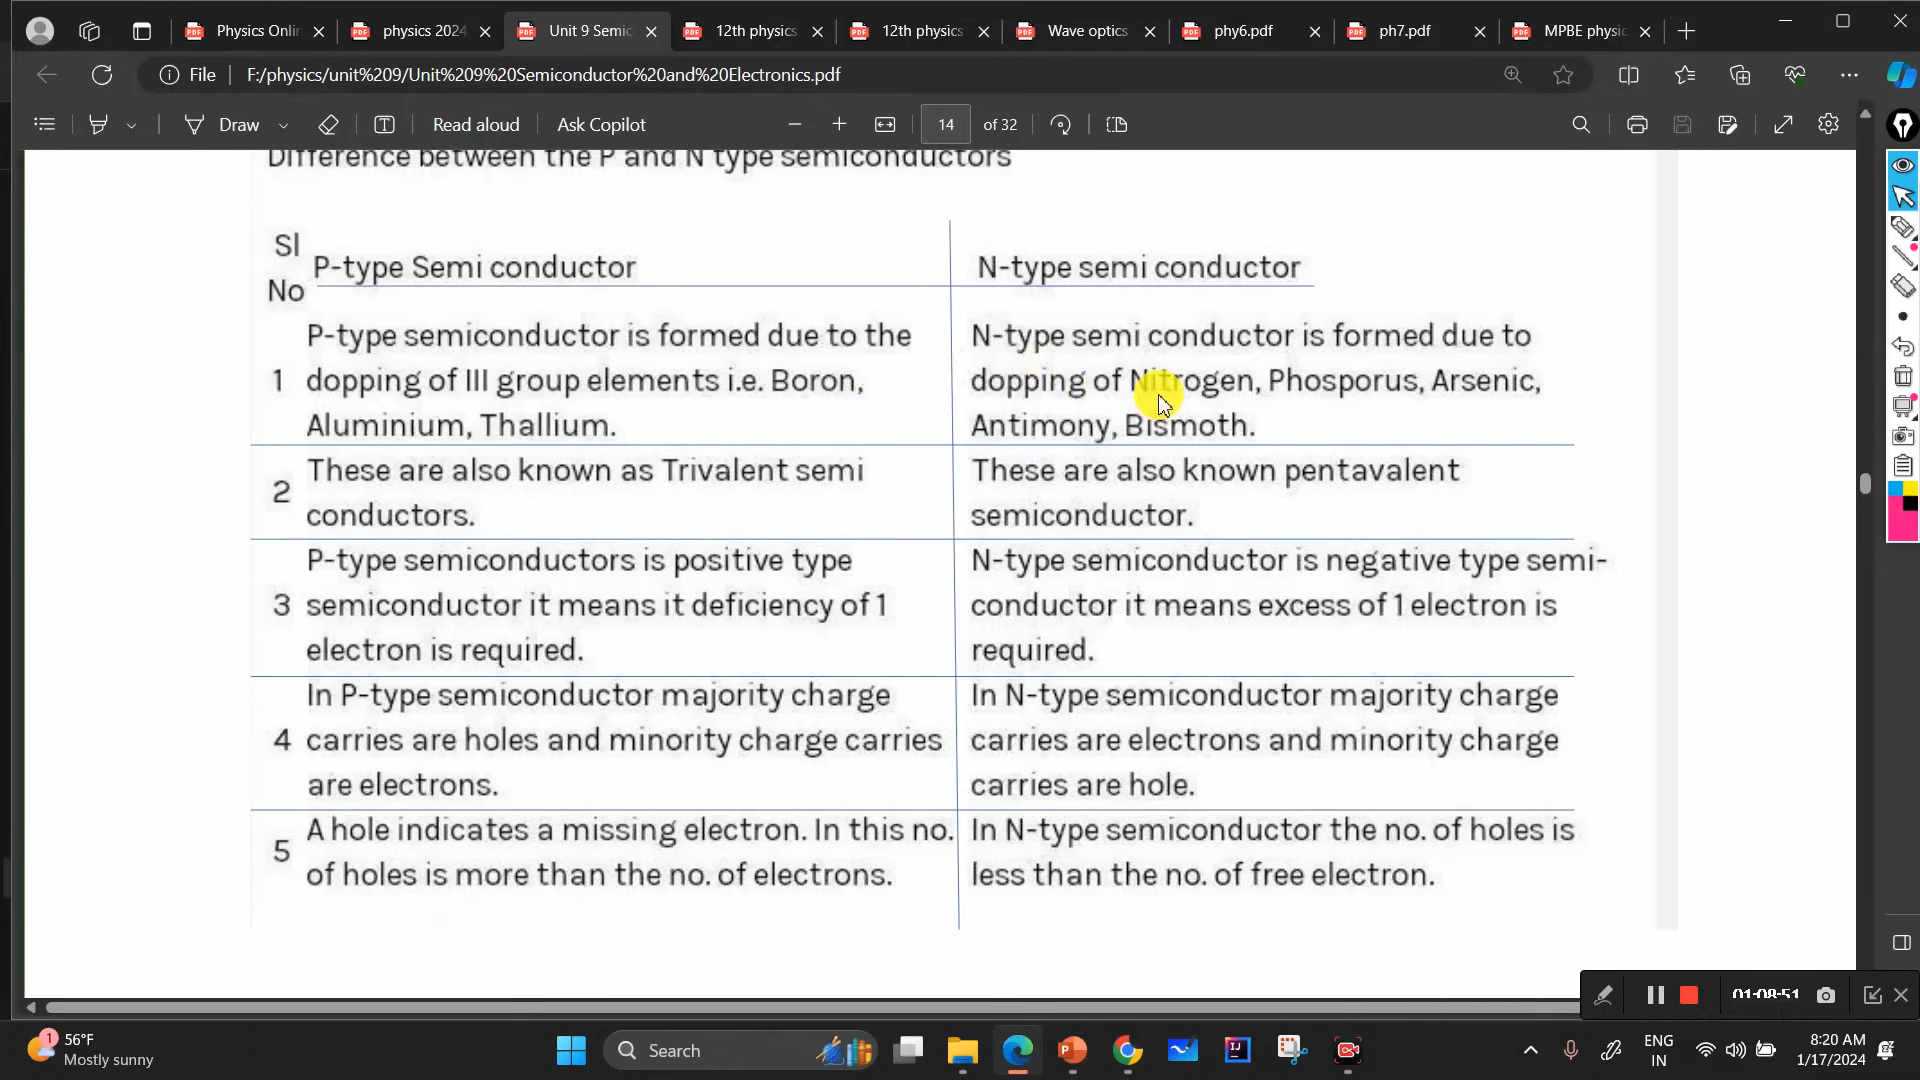 Physics Onlin
physics 2024
Unit 9 Semic
12th physics
12th physics
Wave optics
phy6.pdf
ph7.pdf
MPBE physic
File
F:/physics/unit%209/Unit%209%20Semiconductor%20and%20Electronics.pdf
Draw
Read aloud
Ask Copilot
14 of 32
Difference between the P and N type semiconductors
Sl
No
P-type Semi conductor
N-type semi conductor
1
P-type semiconductor is formed due to the
dopping of III group elements i.e. Boron,
Aluminium, Thallium.
N-type semi conductor is formed due to
dopping of Nitrogen, Phosporus, Arsenic,
Antimony, Bismoth.
2
These are also known as Trivalent semi
conductors.
These are also known pentavalent
semiconductor.
3
P-type semiconductors is positive type
semiconductor it means it deficiency of 1
electron is required.
N-type semiconductor is negative type semi-
conductor it means excess of 1 electron is
required.
4
In P-type semiconductor majority charge
carries are holes and minority charge carries
are electrons.
In N-type semiconductor majority charge
carries are electrons and minority charge
carries are hole.
5
A hole indicates a missing electron. In this no.
of holes is more than the no. of electrons.
In N-type semiconductor the no. of holes is
less than the no. of free electron.
01:08:51
1
56°F
Mostly sunny
Search
ENG
IN
8:20 AM
1/17/2024